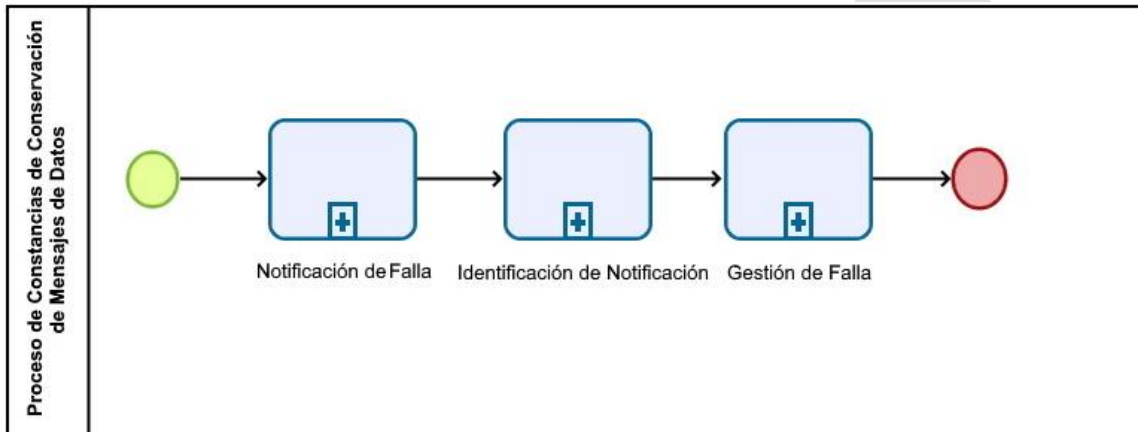 Proceso de Constancias de Conservación
de Mensajes de Datos
Notificación de Falla
Identificación de Notificación
Gestión de Falla